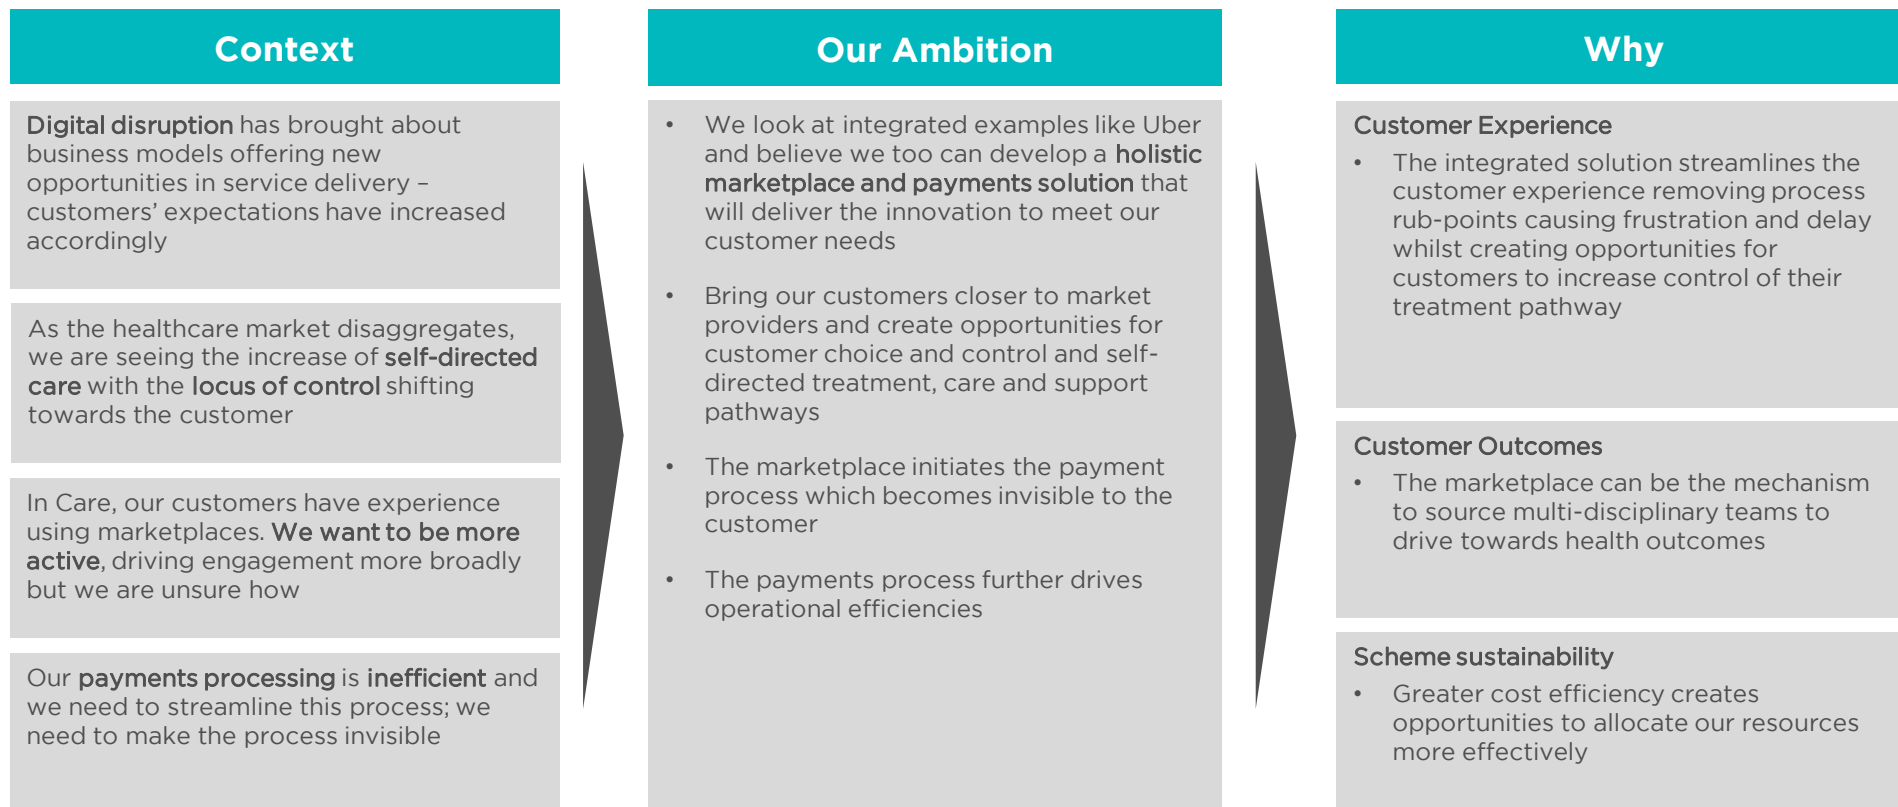 Context
Digital disruption has brought about
business models offering new
opportunities in service delivery –
customers’ expectations have increased
accordingly
As the healthcare market disaggregates,
we are seeing the increase of self-directed
care with the locus of control shifting
towards the customer
In Care, our customers have experience
using marketplaces. We want to be more
active, driving engagement more broadly
but we are unsure how
Our payments processing is inefficient and
we need to streamline this process; we
need to make the process invisible
Our Ambition
• We look at integrated examples like Uber
and believe we too can develop a holistic
marketplace and payments solution that
will deliver the innovation to meet our
customer needs
• Bring our customers closer to market
providers and create opportunities for
customer choice and control and self-
directed treatment, care and support
pathways
• The marketplace initiates the payment
process which becomes invisible to the
customer
• The payments process further drives
operational efficiencies
Why
Customer Experience
• The integrated solution streamlines the
customer experience removing process
rub-points causing frustration and delay
whilst creating opportunities for
customers to increase control of their
treatment pathway
Customer Outcomes
• The marketplace can be the mechanism
to source multi-disciplinary teams to
drive towards health outcomes
Scheme sustainability
• Greater cost efficiency creates
opportunities to allocate our resources
more effectively